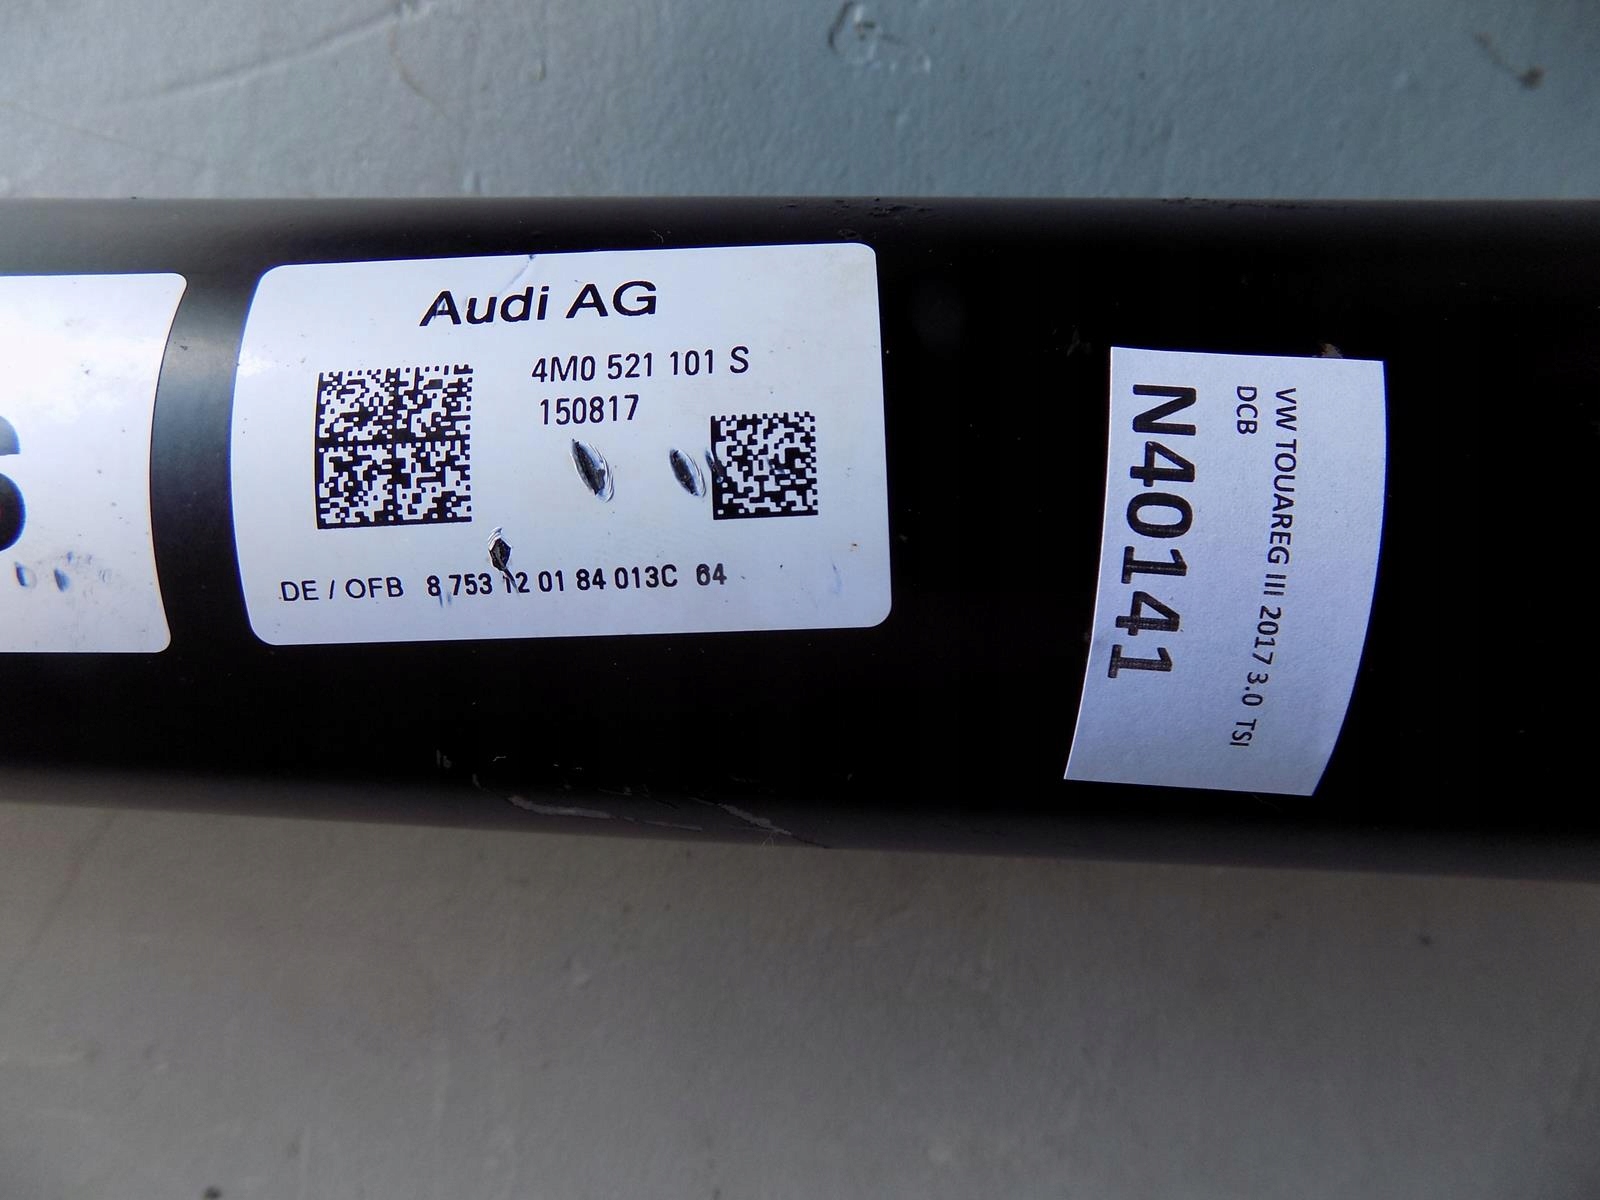 Audi AG
4M0 521 101 S
150817
DE / OFB 8 753 12 01 84 013C 64
VW TOUAREG III 2017 3.0 TSI
DCB
N40141